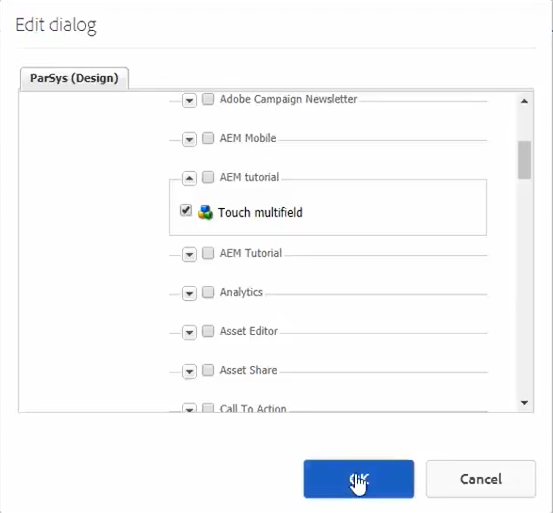 Edit dialog
ParSys (Design)
Adobe Campaign Newsletter
AEM Mobile
AEM tutorial
Touch multifield
AEM Tutorial
Analytics
Asset Editor
Asset Share
Call To Action
OK
Cancel